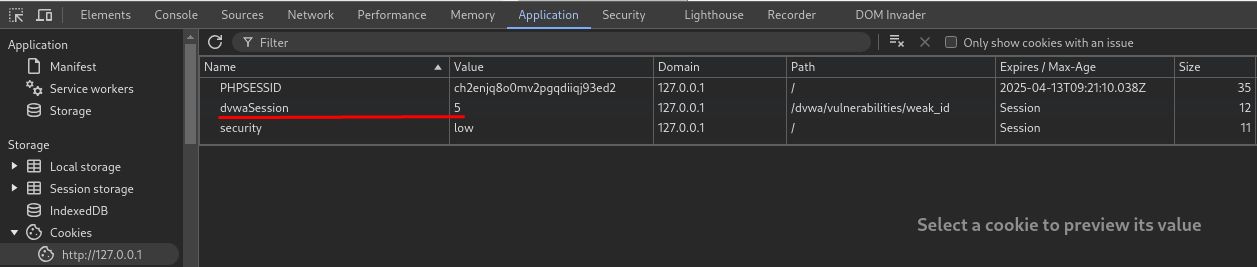 Elements Console Sources Network Performance Memory Application Security Lighthouse Recorder DOM Invader
Application
Manifest
Service workers
Storage
Storage
Local storage
Session storage
IndexedDB
Cookies
http://127.0.0.1
Filter Only show cookies with an issue
Name Value Domain Path Expires / Max-Age Size
PHPSESSID ch2enjq8o0mv2pgqdiiqj93ed2 127.0.0.1 / 2025-04-13T09:21:10.038Z 35
dvwaSession 5 127.0.0.1 /dvwa/vulnerabilities/weak_id Session 12
security low 127.0.0.1 / Session 11
Select a cookie to preview its value